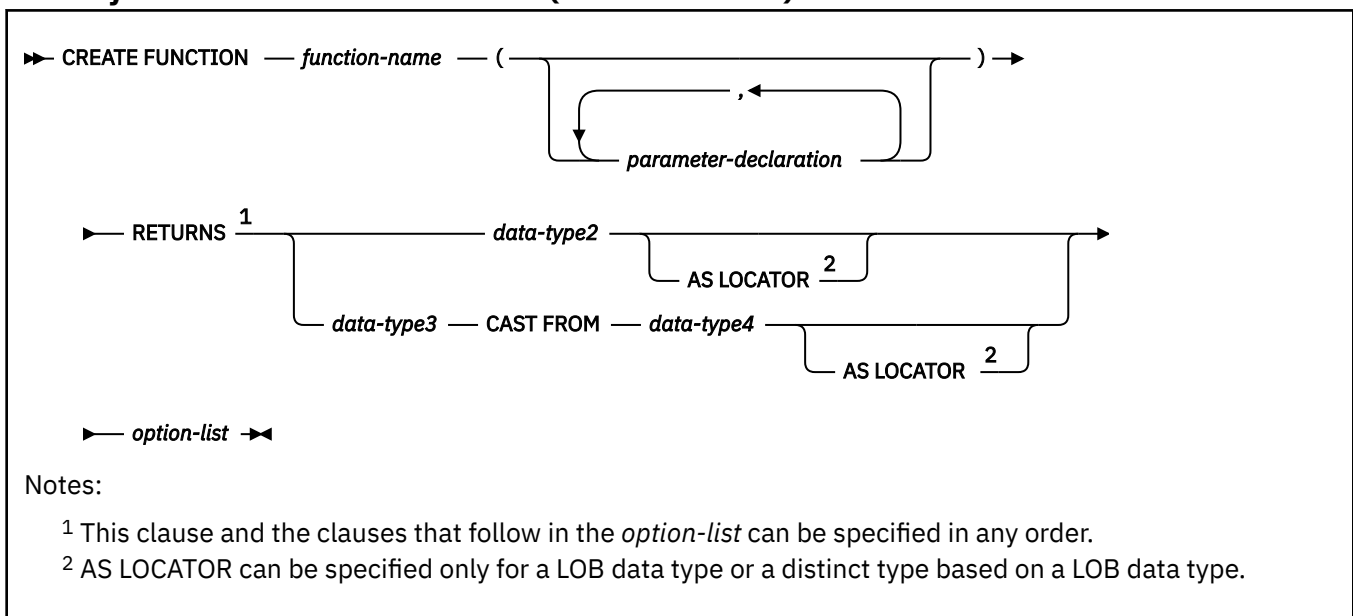 CREATE FUNCTION function-name ( )
,
parameter-declaration
RETURNS 1 data-type2
AS LOCATOR 2
data-type3 CAST FROM data-type4
AS LOCATOR 2
option-list
Notes:
1 This clause and the clauses that follow in the option-list can be specified in any order.
2 AS LOCATOR can be specified only for a LOB data type or a distinct type based on a LOB data type.